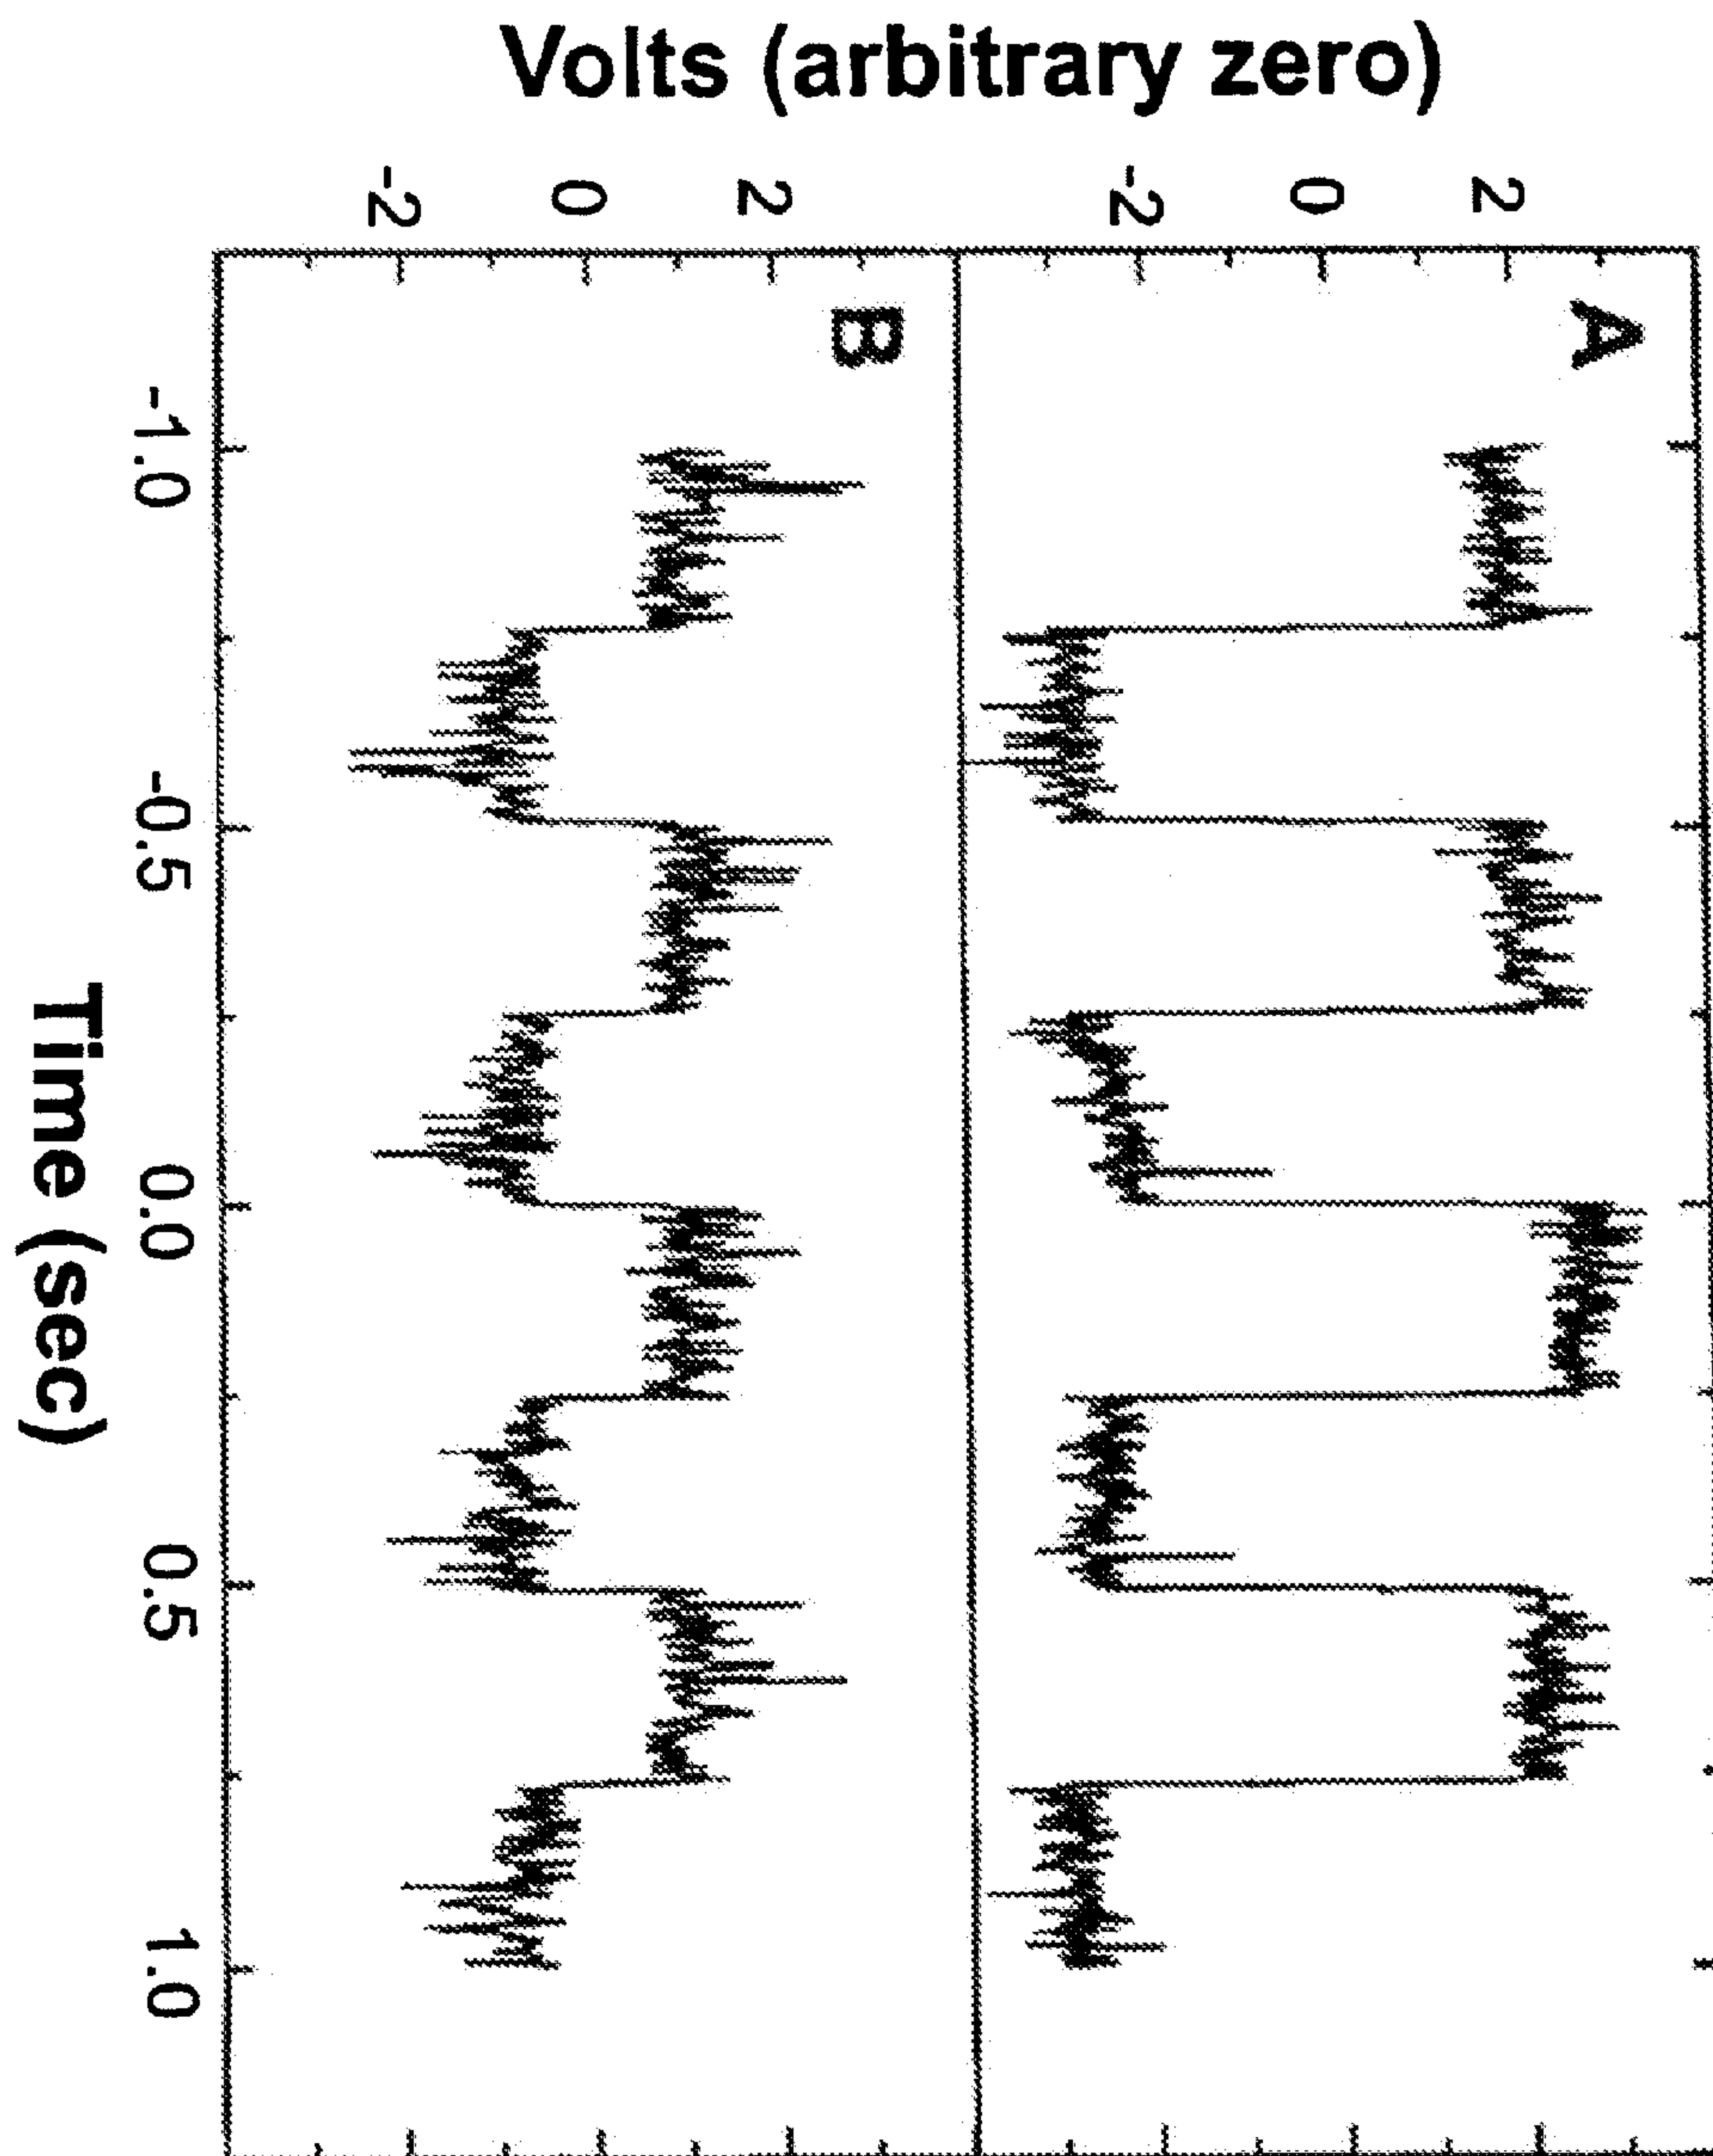 Volts (arbitrary zero)
-2 0 2 -2 0 2
A
B
-1.0 -0.5 0.0 0.5 1.0
Time (sec)